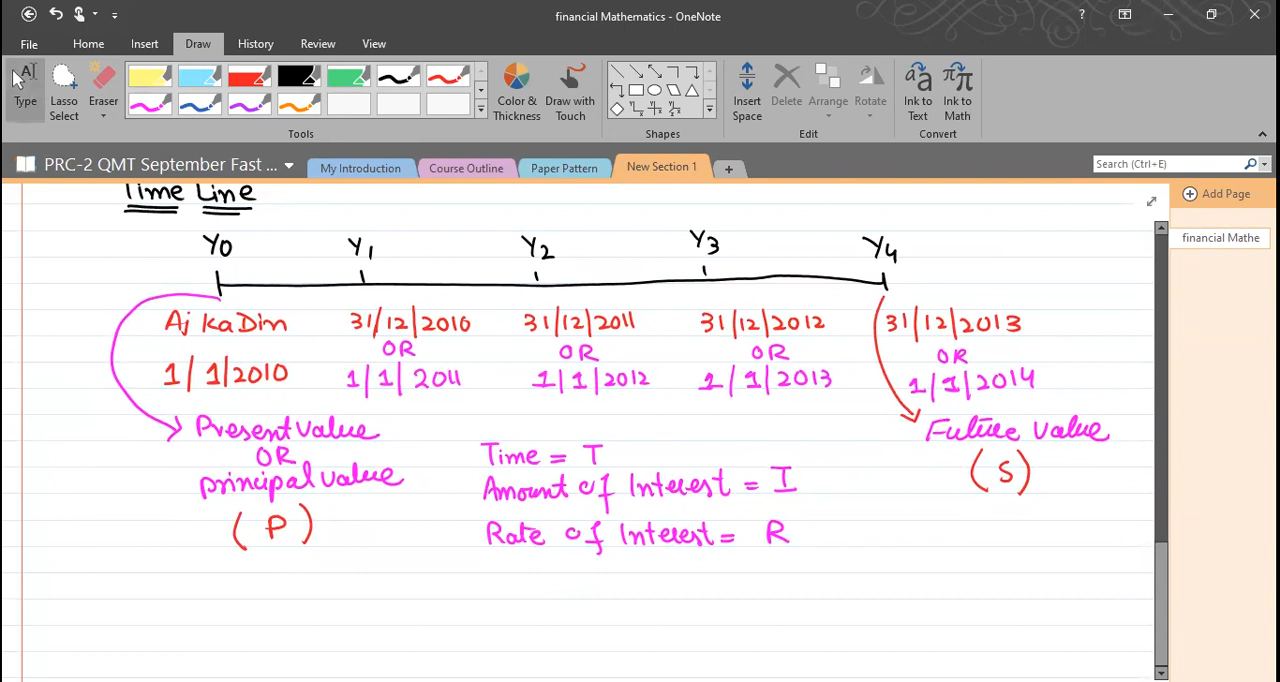 financial Mathematics - OneNote
?
File Home Insert Draw History Review View
Type
Lasso Select
Eraser
Color & Thickness
Draw with Touch
Insert Space
Delete
Arrange
Rotate
Ink to Text
Ink to Math
Tools Shapes Edit Convert
PRC-2 QMT September Fast ... My Introduction Course Outline Paper Pattern New Section 1 Search (Ctrl+E)
Add Page
financial Mathe
Time Line
Y0 Y1 Y2 Y3 Y4
Aj Ka Din 31/12/2010 31/12/2011 31/12/2012 31/12/2013
OR OR OR OR
1/1/2010 1/1/2011 1/1/2012 1/1/2013 1/1/2014
Present Value
OR
principal value
(P)
Time = T
Amount of Interest = I
Rate of Interest = R
Future Value
(S)